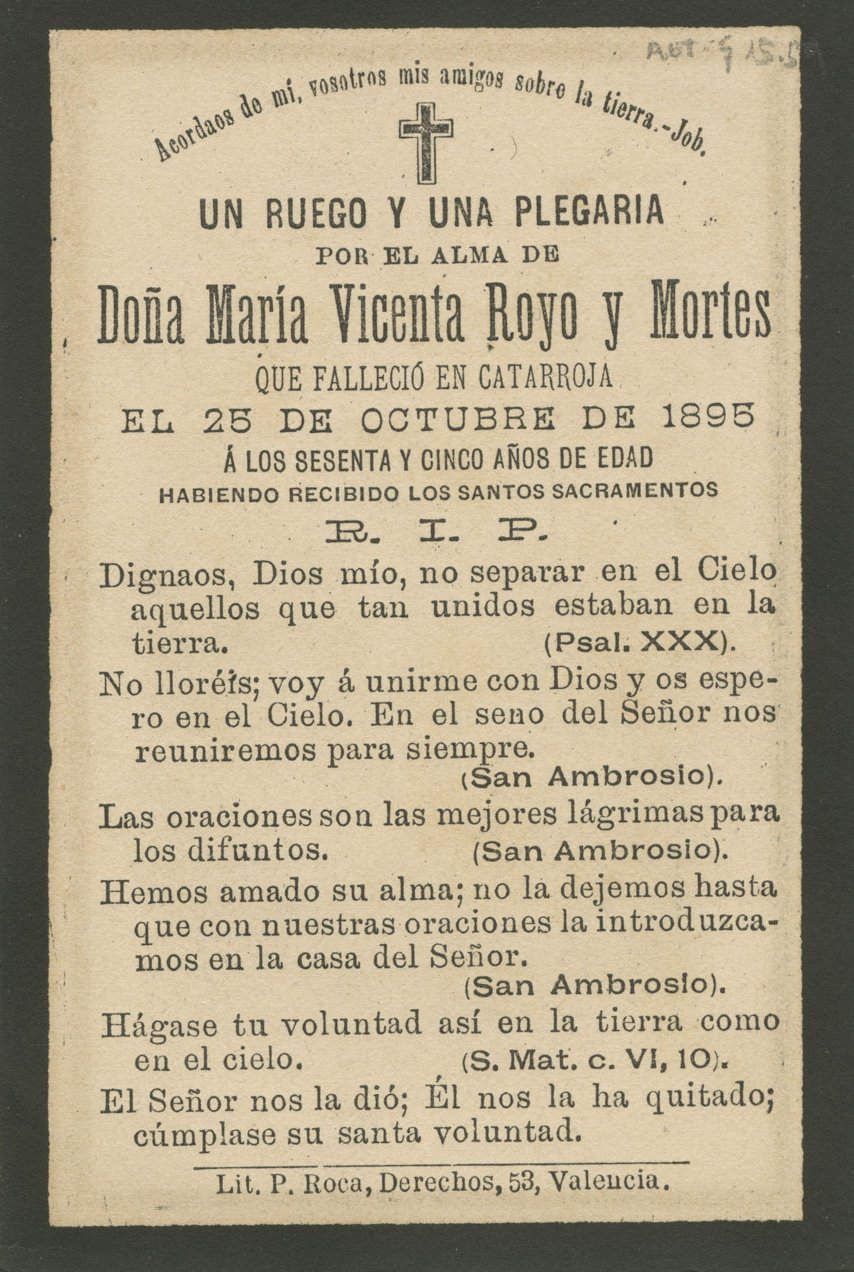 Acordaos de mí, vosotros mis amigos sobre la tierra.-Job.
UN RUEGO Y UNA PLEGARIA
POR EL ALMA DE
Doña María Vicenta Royo y Mortes
QUE FALLECIÓ EN CATARROJA
EL 25 DE OCTUBRE DE 1895
Á LOS SESENTA Y CINCO AÑOS DE EDAD
HABIENDO RECIBIDO LOS SANTOS SACRAMENTOS
R. I. P.
Dignaos, Dios mío, no separar en el Cielo
aquellos que tan unidos estaban en la
tierra. (Psal. XXX).
No lloréis; voy á unirme con Dios y os espe-
ro en el Cielo. En el seno del Señor nos
reuniremos para siempre.
(San Ambrosio).
Las oraciones son las mejores lágrimas para
los difuntos. (San Ambrosio).
Hemos amado su alma; no la dejemos hasta
que con nuestras oraciones la introduzca-
mos en la casa del Señor.
(San Ambrosio).
Hágase tu voluntad así en la tierra como
en el cielo. (S. Mat. c. VI, 10).
El Señor nos la dió; Él nos la ha quitado;
cúmplase su santa voluntad.
Lit. P. Roca, Derechos, 53, Valencia.